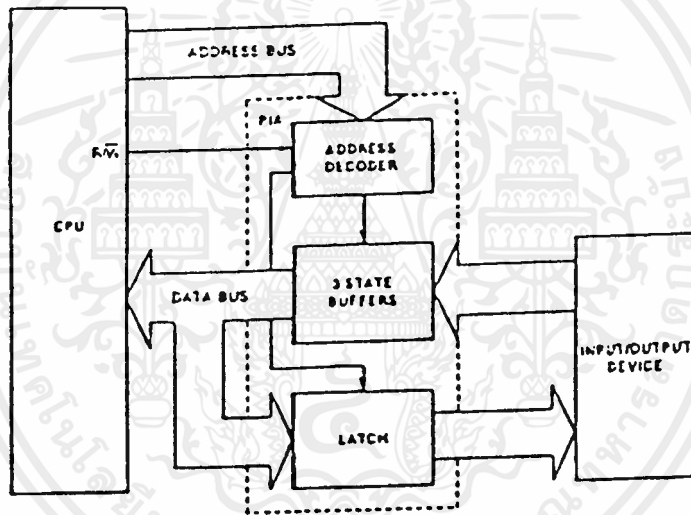 ADDRESS BUS
PIA
ADDRESS
DECODER
R/W
CPU
3 STATE
BUFFERS
DATA BUS
INPUT/OUTPUT
DEVICE
LATCH